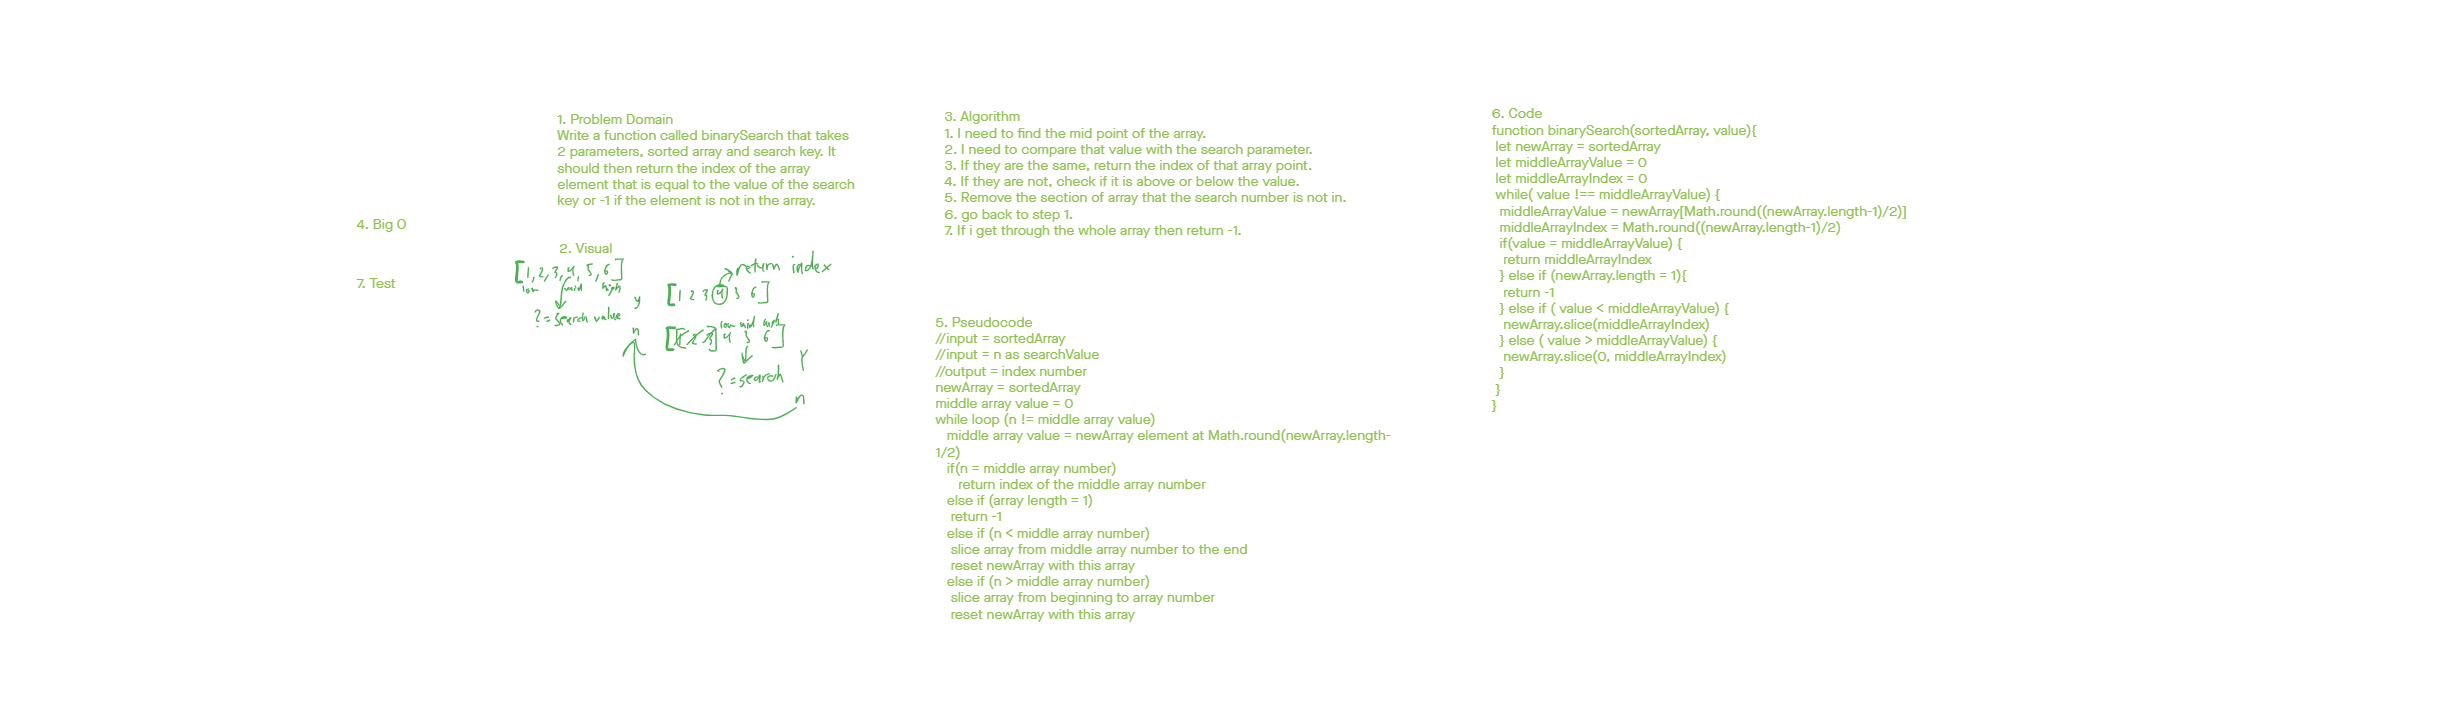 1. Problem Domain
Write a function called binarySearch that takes
2 parameters, sorted array and search key. It
should then return the index of the array
element that is equal to the value of the search
key or -1 if the element is not in the array.
4. Big O
7. Test
2. Visual
[1, 2, 3, 4, 5, 6]
low mid high
? = search value
y
n
return index
[1 2 3 4 5 6]
low mid high
[1 2 3] 4 5 6]
? = search
Y
n
3. Algorithm
1. I need to find the mid point of the array.
2. I need to compare that value with the search parameter.
3. If they are the same, return the index of that array point.
4. If they are not, check if it is above or below the value.
5. Remove the section of array that the search number is not in.
6. go back to step 1.
7. If i get through the whole array then return -1.
5. Pseudocode
//input = sortedArray
//input = n as searchValue
//output = index number
newArray = sortedArray
middle array value = 0
while loop (n != middle array value)
middle array value = newArray element at Math.round(newArray.length-
1/2)
if(n = middle array number)
return index of the middle array number
else if (array length = 1)
return -1
else if (n < middle array number)
slice array from middle array number to the end
reset newArray with this array
else if (n > middle array number)
slice array from beginning to array number
reset newArray with this array
6. Code
function binarySearch(sortedArray, value){
let newArray = sortedArray
let middleArrayValue = 0
let middleArrayIndex = 0
while( value !== middleArrayValue) {
middleArrayValue = newArray[Math.round((newArray.length-1)/2)]
middleArrayIndex = Math.round((newArray.length-1)/2)
if(value = middleArrayValue) {
return middleArrayIndex
} else if (newArray.length = 1){
return -1
} else if ( value < middleArrayValue) {
newArray.slice(middleArrayIndex)
} else ( value > middleArrayValue) {
newArray.slice(0, middleArrayIndex)
}
}
}